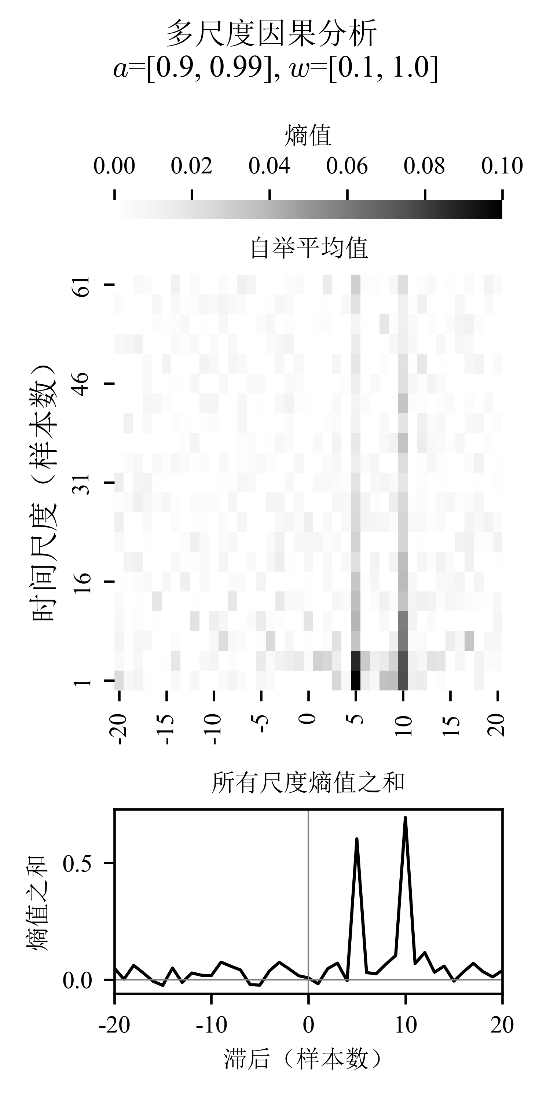 多尺度因果分析
a=[0.9, 0.99], w=[0.1, 1.0]
熵值
0.00 0.02 0.04 0.06 0.08 0.10
自举平均值
时间尺度（样本数）
61
46
31
16
1
-20 -15 -10 -5 0 5 10 15 20
所有尺度熵值之和
熵值之和
0.5
0.0
-20 -10 0 10 20
滞后（样本数）